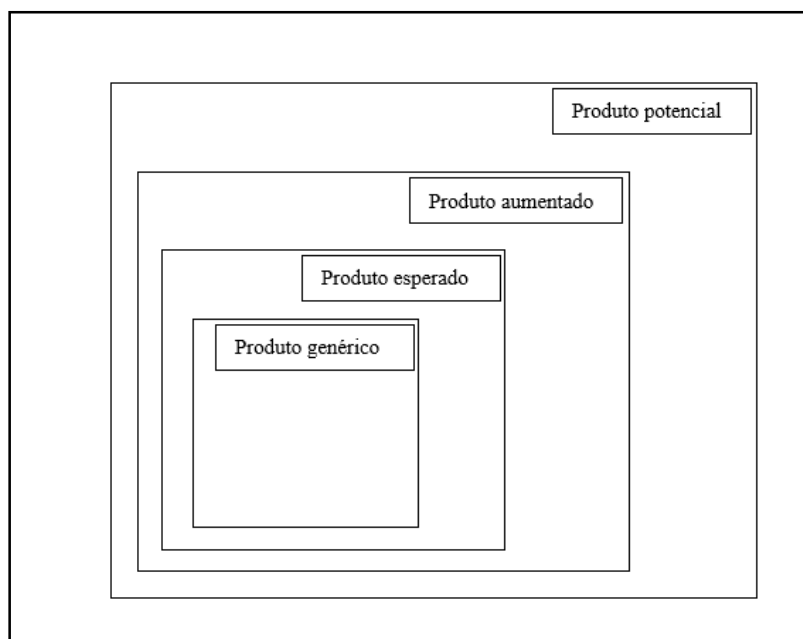 Produto potencial
Produto aumentado
Produto esperado
Produto genérico